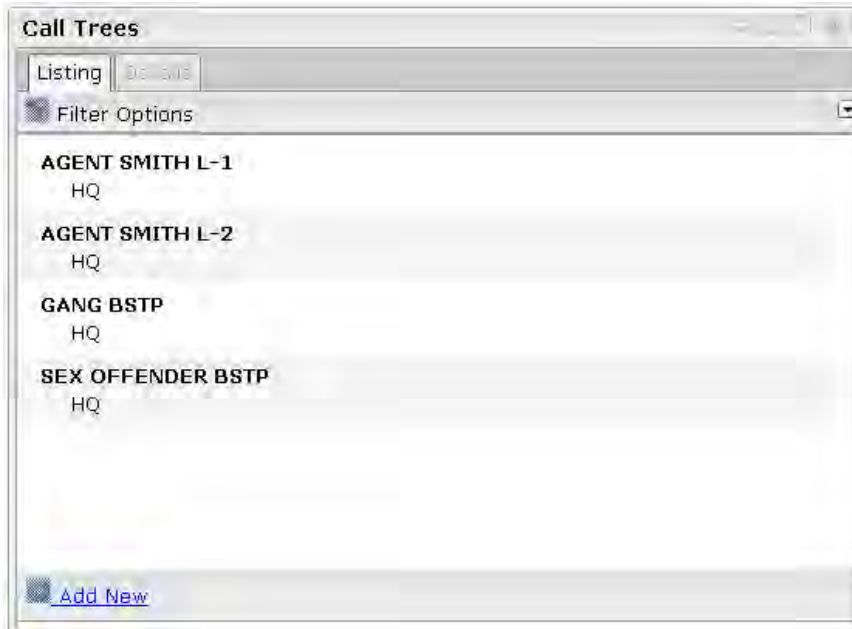 Call Trees
Listing
Filter Options
AGENT SMITH L-1
HQ
AGENT SMITH L-2
HQ
GANG BSTP
HQ
SEX OFFENDER BSTP
HQ
Add New